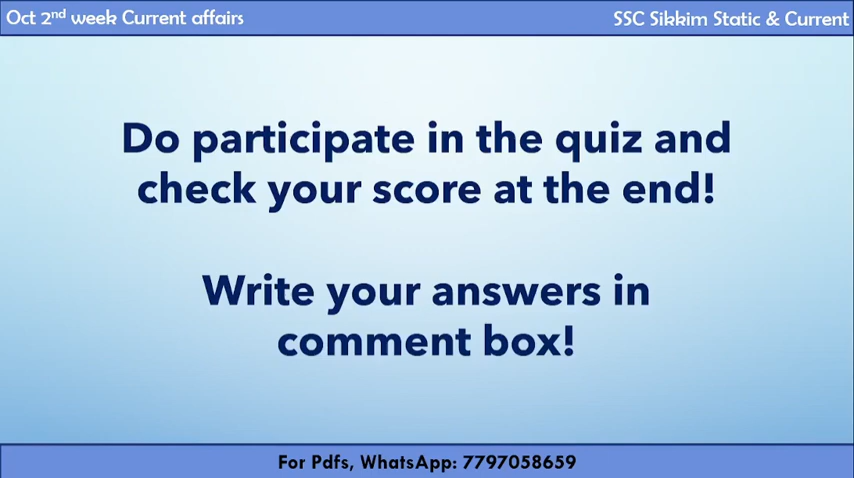 Oct 2nd week Current affairs
SSC Sikkim Static & Current
Do participate in the quiz and
check your score at the end!
Write your answers in
comment box!
For Pdfs, WhatsApp: 7797058659